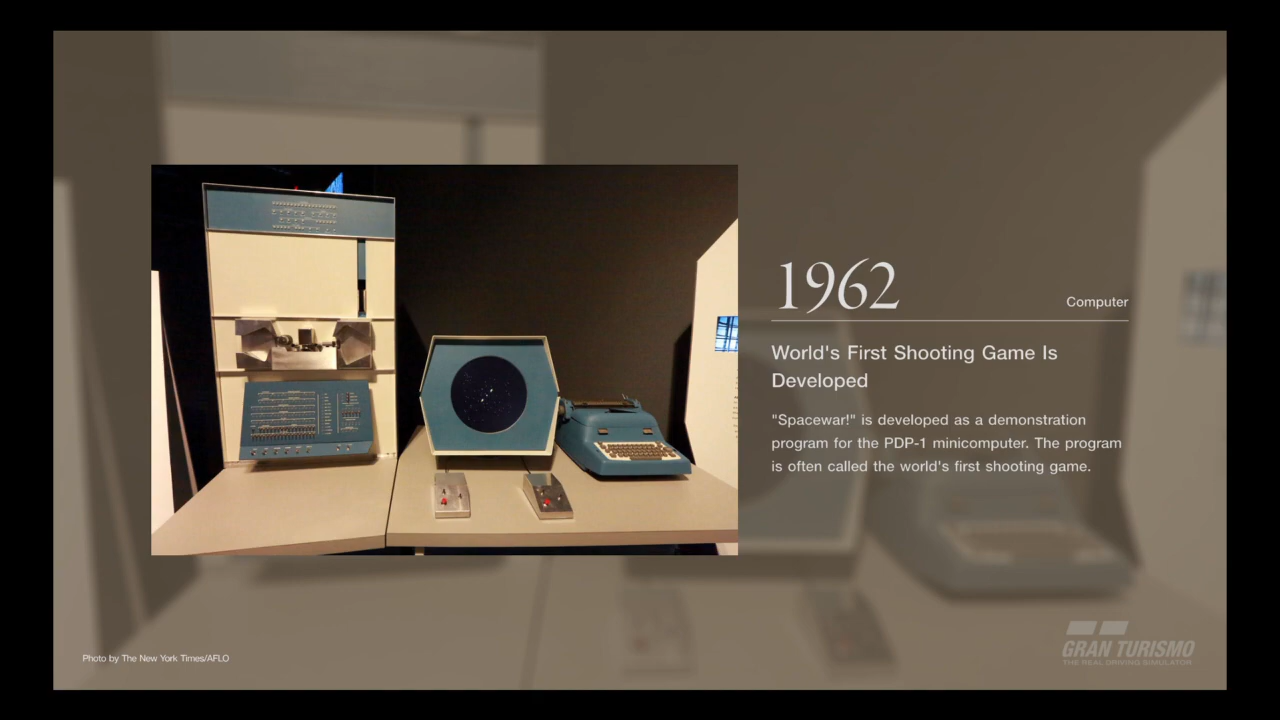 1962
Computer
World's First Shooting Game Is
Developed
"Spacewar!" is developed as a demonstration
program for the PDP-1 minicomputer. The program
is often called the world's first shooting game.
Photo by The New York Times/AFLO
GRAN TURISMO
THE REAL DRIVING SIMULATOR